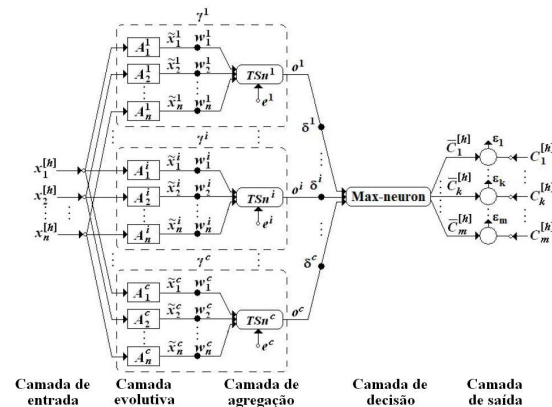 γ¹
A₁¹ x̃₁¹ w₁¹
A₂¹ x̃₂¹ w₂¹
Aₙ¹ x̃ₙ¹ wₙ¹
TSn¹ o¹
e¹
δ¹
γⁱ
x₁^[h] A₁ⁱ x̃₁ⁱ w₁ⁱ
x₂^[h] A₂ⁱ x̃₂ⁱ w₂ⁱ
xₙ^[h] Aₙⁱ x̃ₙⁱ wₙⁱ
TSnⁱ oⁱ δⁱ
eⁱ
Max-neuron
C̅₁^[h] ε₁ C₁^[h]
C̅ₖ^[h] εₖ Cₖ^[h]
C̅ₘ^[h] εₘ Cₘ^[h]
γᶜ
A₁ᶜ x̃₁ᶜ w₁ᶜ
A₂ᶜ x̃₂ᶜ w₂ᶜ
Aₙᶜ x̃ₙᶜ wₙᶜ
TSnᶜ oᶜ
eᶜ
δᶜ
Camada de entrada
Camada evolutiva
Camada de agregação
Camada de decisão
Camada de saída